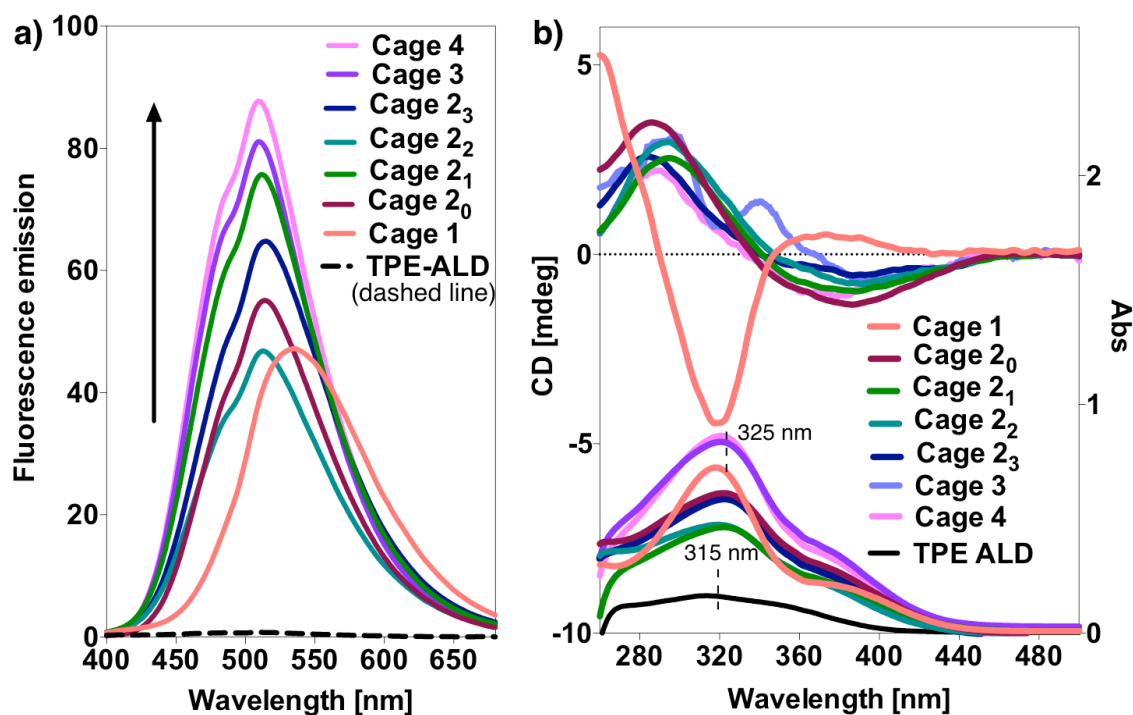 a)
100
80
60
40
20
0
Fluorescence emission
400 450 500 550 600 650
Wavelength [nm]
Cage 4
Cage 3
Cage 2₃
Cage 2₂
Cage 2₁
Cage 2₀
Cage 1
TPE-ALD
(dashed line)
b)
5
0
-5
-10
CD [mdeg]
2
1
0
Abs
280 320 360 400 440 480
Wavelength [nm]
325 nm
315 nm
Cage 1
Cage 2₀
Cage 2₁
Cage 2₂
Cage 2₃
Cage 3
Cage 4
TPE ALD